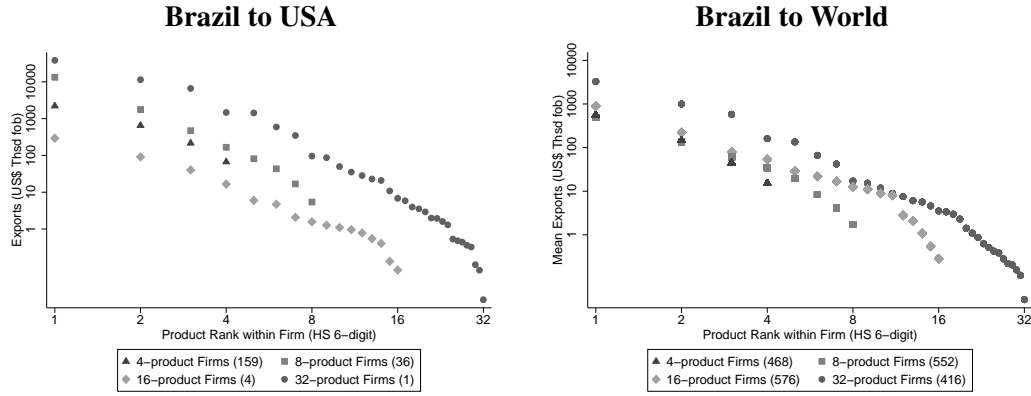 Brazil to USA
Exports (US$ Thsd fob)
10000
1000
100
10
1
1 2 4 8 16 32
Product Rank within Firm (HS 6−digit)
4−product Firms (159) 8−product Firms (36)
16−product Firms (4) 32−product Firms (1)
Brazil to World
Mean Exports (US$ Thsd fob)
10000
1000
100
10
1
1 2 4 8 16 32
Product Rank within Firm (HS 6−digit)
4−product Firms (468) 8−product Firms (552)
16−product Firms (576) 32−product Firms (416)